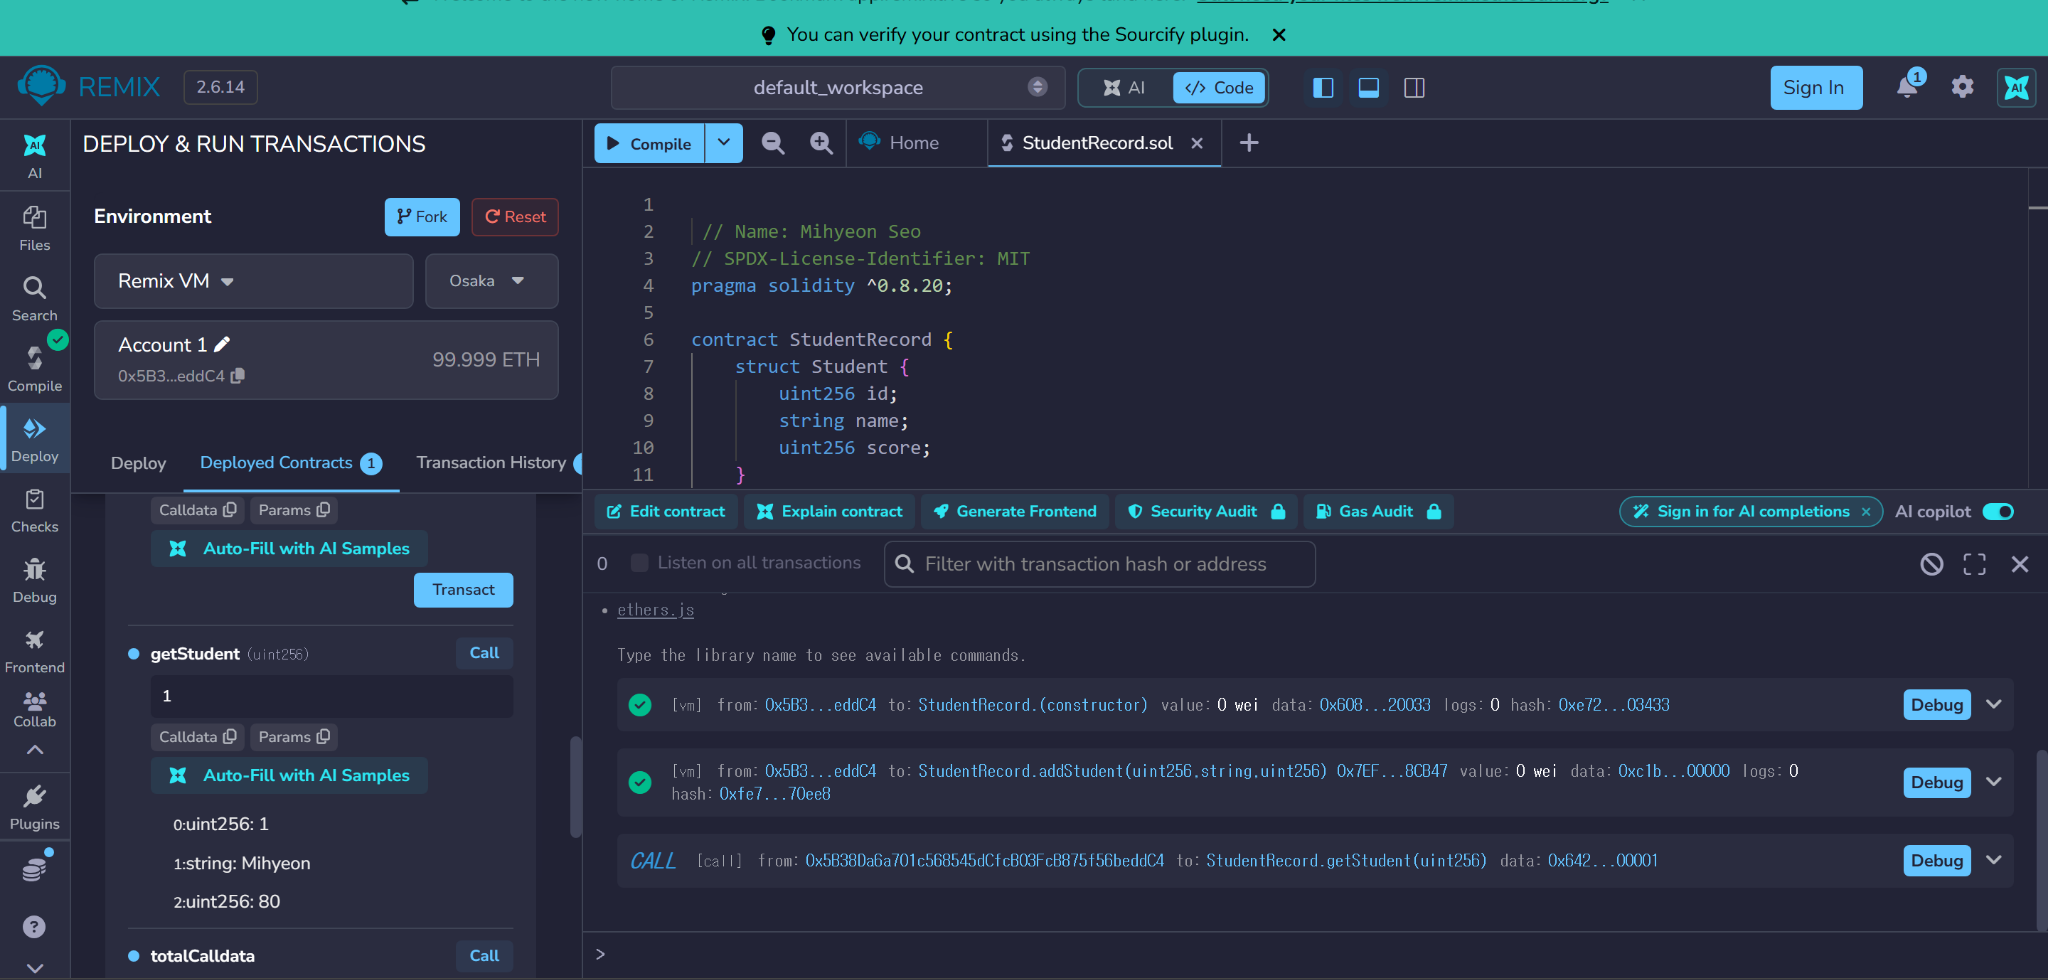 You can verify your contract using the Sourcify plugin.
REMIX
2.6.14
default_workspace
AI
</> Code
Sign In
1
AI
AI
AI
Files
Search
Compile
Deploy
Checks
Debug
Frontend
Collab
Plugins
DEPLOY & RUN TRANSACTIONS
Environment
Fork
Reset
Remix VM
Osaka
Account 1
0x5B3...eddC4
99.999 ETH
Deploy
Deployed Contracts 1
Transaction History
Calldata
Params
Auto-Fill with AI Samples
Transact
getStudent (uint256)
Call
1
Calldata
Params
Auto-Fill with AI Samples
0:uint256: 1
1:string: Mihyeon
2:uint256: 80
totalCalldata
Call
Compile
Home
StudentRecord.sol
1
2 // Name: Mihyeon Seo
3 // SPDX-License-Identifier: MIT
4 pragma solidity ^0.8.20;
5
6 contract StudentRecord {
7 struct Student {
8 uint256 id;
9 string name;
10 uint256 score;
11 }
Edit contract
Explain contract
Generate Frontend
Security Audit
Gas Audit
Sign in for AI completions ×
AI copilot
0
Listen on all transactions
Filter with transaction hash or address
• ethers.js
Type the library name to see available commands.
[vm] from: 0x5B3...eddC4 to: StudentRecord.(constructor) value: 0 wei data: 0x608...20033 logs: 0 hash: 0xe72...03433
Debug
[vm] from: 0x5B3...eddC4 to: StudentRecord.addStudent(uint256,string,uint256) 0x7EF...8CB47 value: 0 wei data: 0xc1b...00000 logs: 0
hash: 0xfe7...70ee8
Debug
CALL [call] from: 0x5B38Da6a701c568545dCfcB03FcB875f56beddC4 to: StudentRecord.getStudent(uint256) data: 0x642...00001
Debug
>